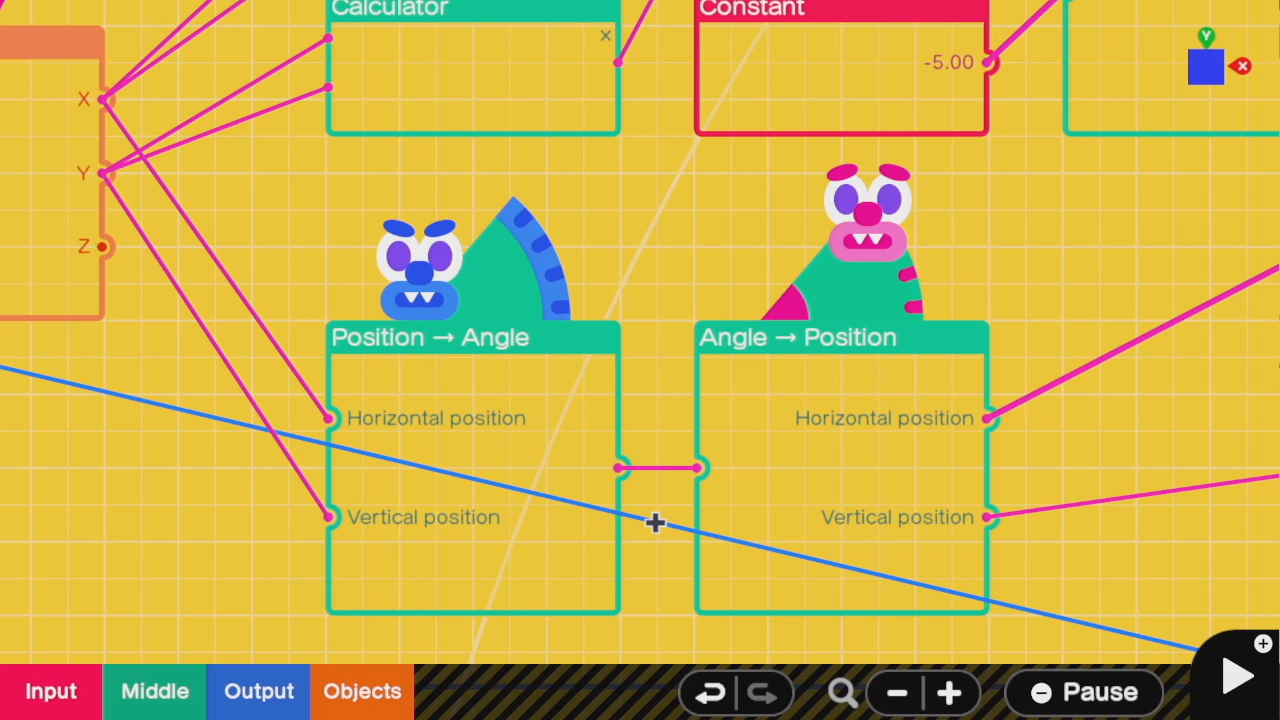 Calculator
×
Constant
-5.00
Y
X
X
Y
Z
Position → Angle
Horizontal position
Vertical position
Angle → Position
Horizontal position
Vertical position
Input
Middle
Output
Objects
Pause